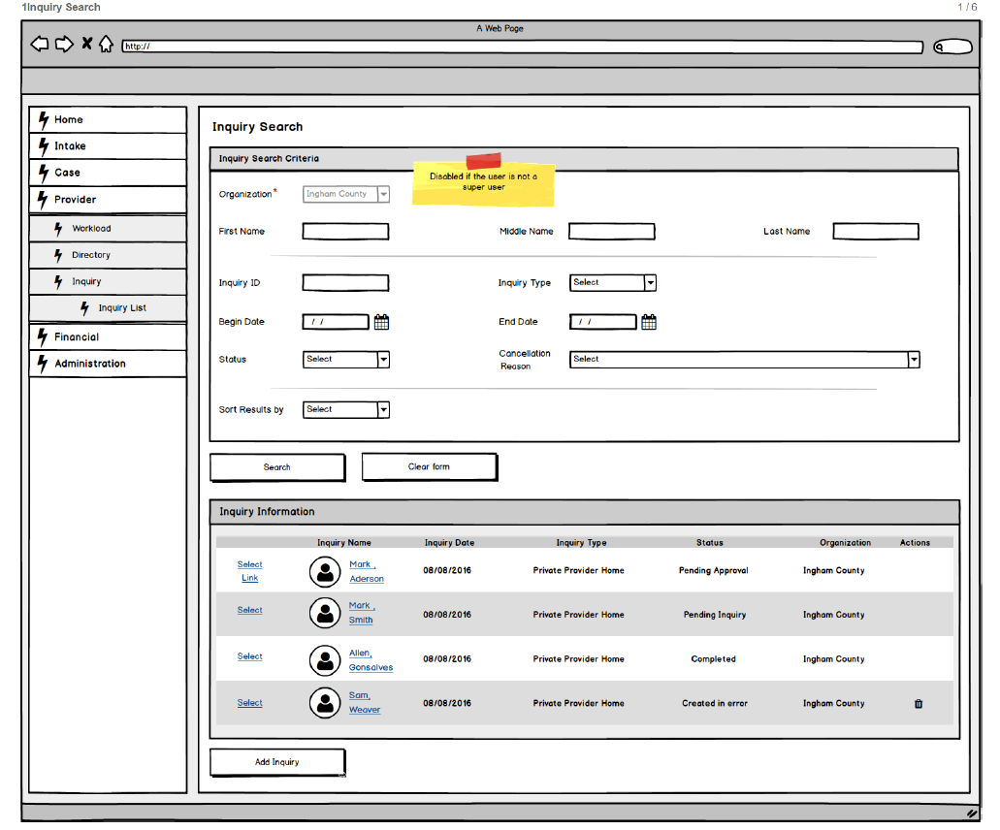 1Inquiry Search
1 / 6
A Web Page
http://
Home
Intake
Case
Provider
Workload
Directory
Inquiry
Inquiry List
Financial
Administration
Inquiry Search
Inquiry Search Criteria
Disabled if the user is not a
super user
Organization* Ingham County
First Name Middle Name Last Name
Inquiry ID Inquiry Type Select
Begin Date / / End Date / /
Status Select Cancellation
Reason Select
Sort Results by Select
Search Clear form
Inquiry Information
Inquiry Name Inquiry Date Inquiry Type Status Organization Actions
Select
Link
Mark ,
Aderson
08/08/2016 Private Provider Home Pending Approval Ingham County
Select
Mark ,
Smith
08/08/2016 Private Provider Home Pending Inquiry Ingham County
Select
Allen,
Gonsalves
08/08/2016 Private Provider Home Completed Ingham County
Select
Sam,
Weaver
08/08/2016 Private Provider Home Created in error Ingham County
Add Inquiry